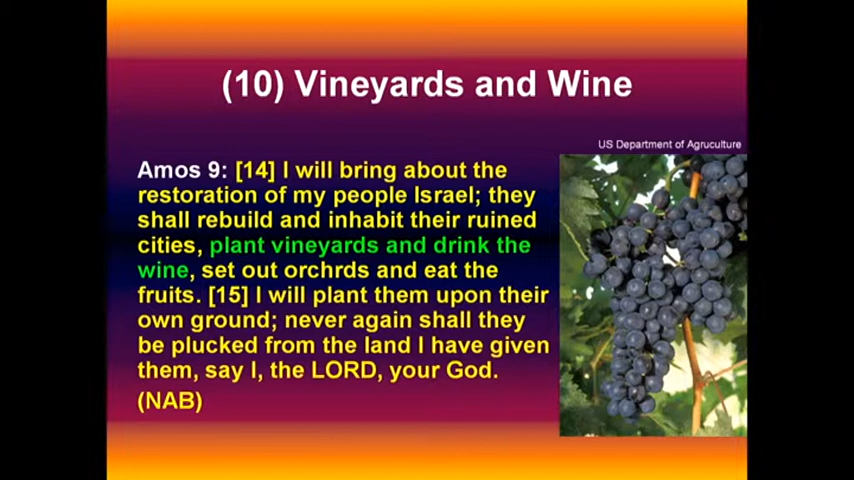 (10) Vineyards and Wine
US Department of Agruculture
Amos 9: [14] I will bring about the
restoration of my people Israel; they
shall rebuild and inhabit their ruined
cities, plant vineyards and drink the
wine, set out orchrds and eat the
fruits. [15] I will plant them upon their
own ground; never again shall they
be plucked from the land I have given
them, say I, the LORD, your God.
(NAB)